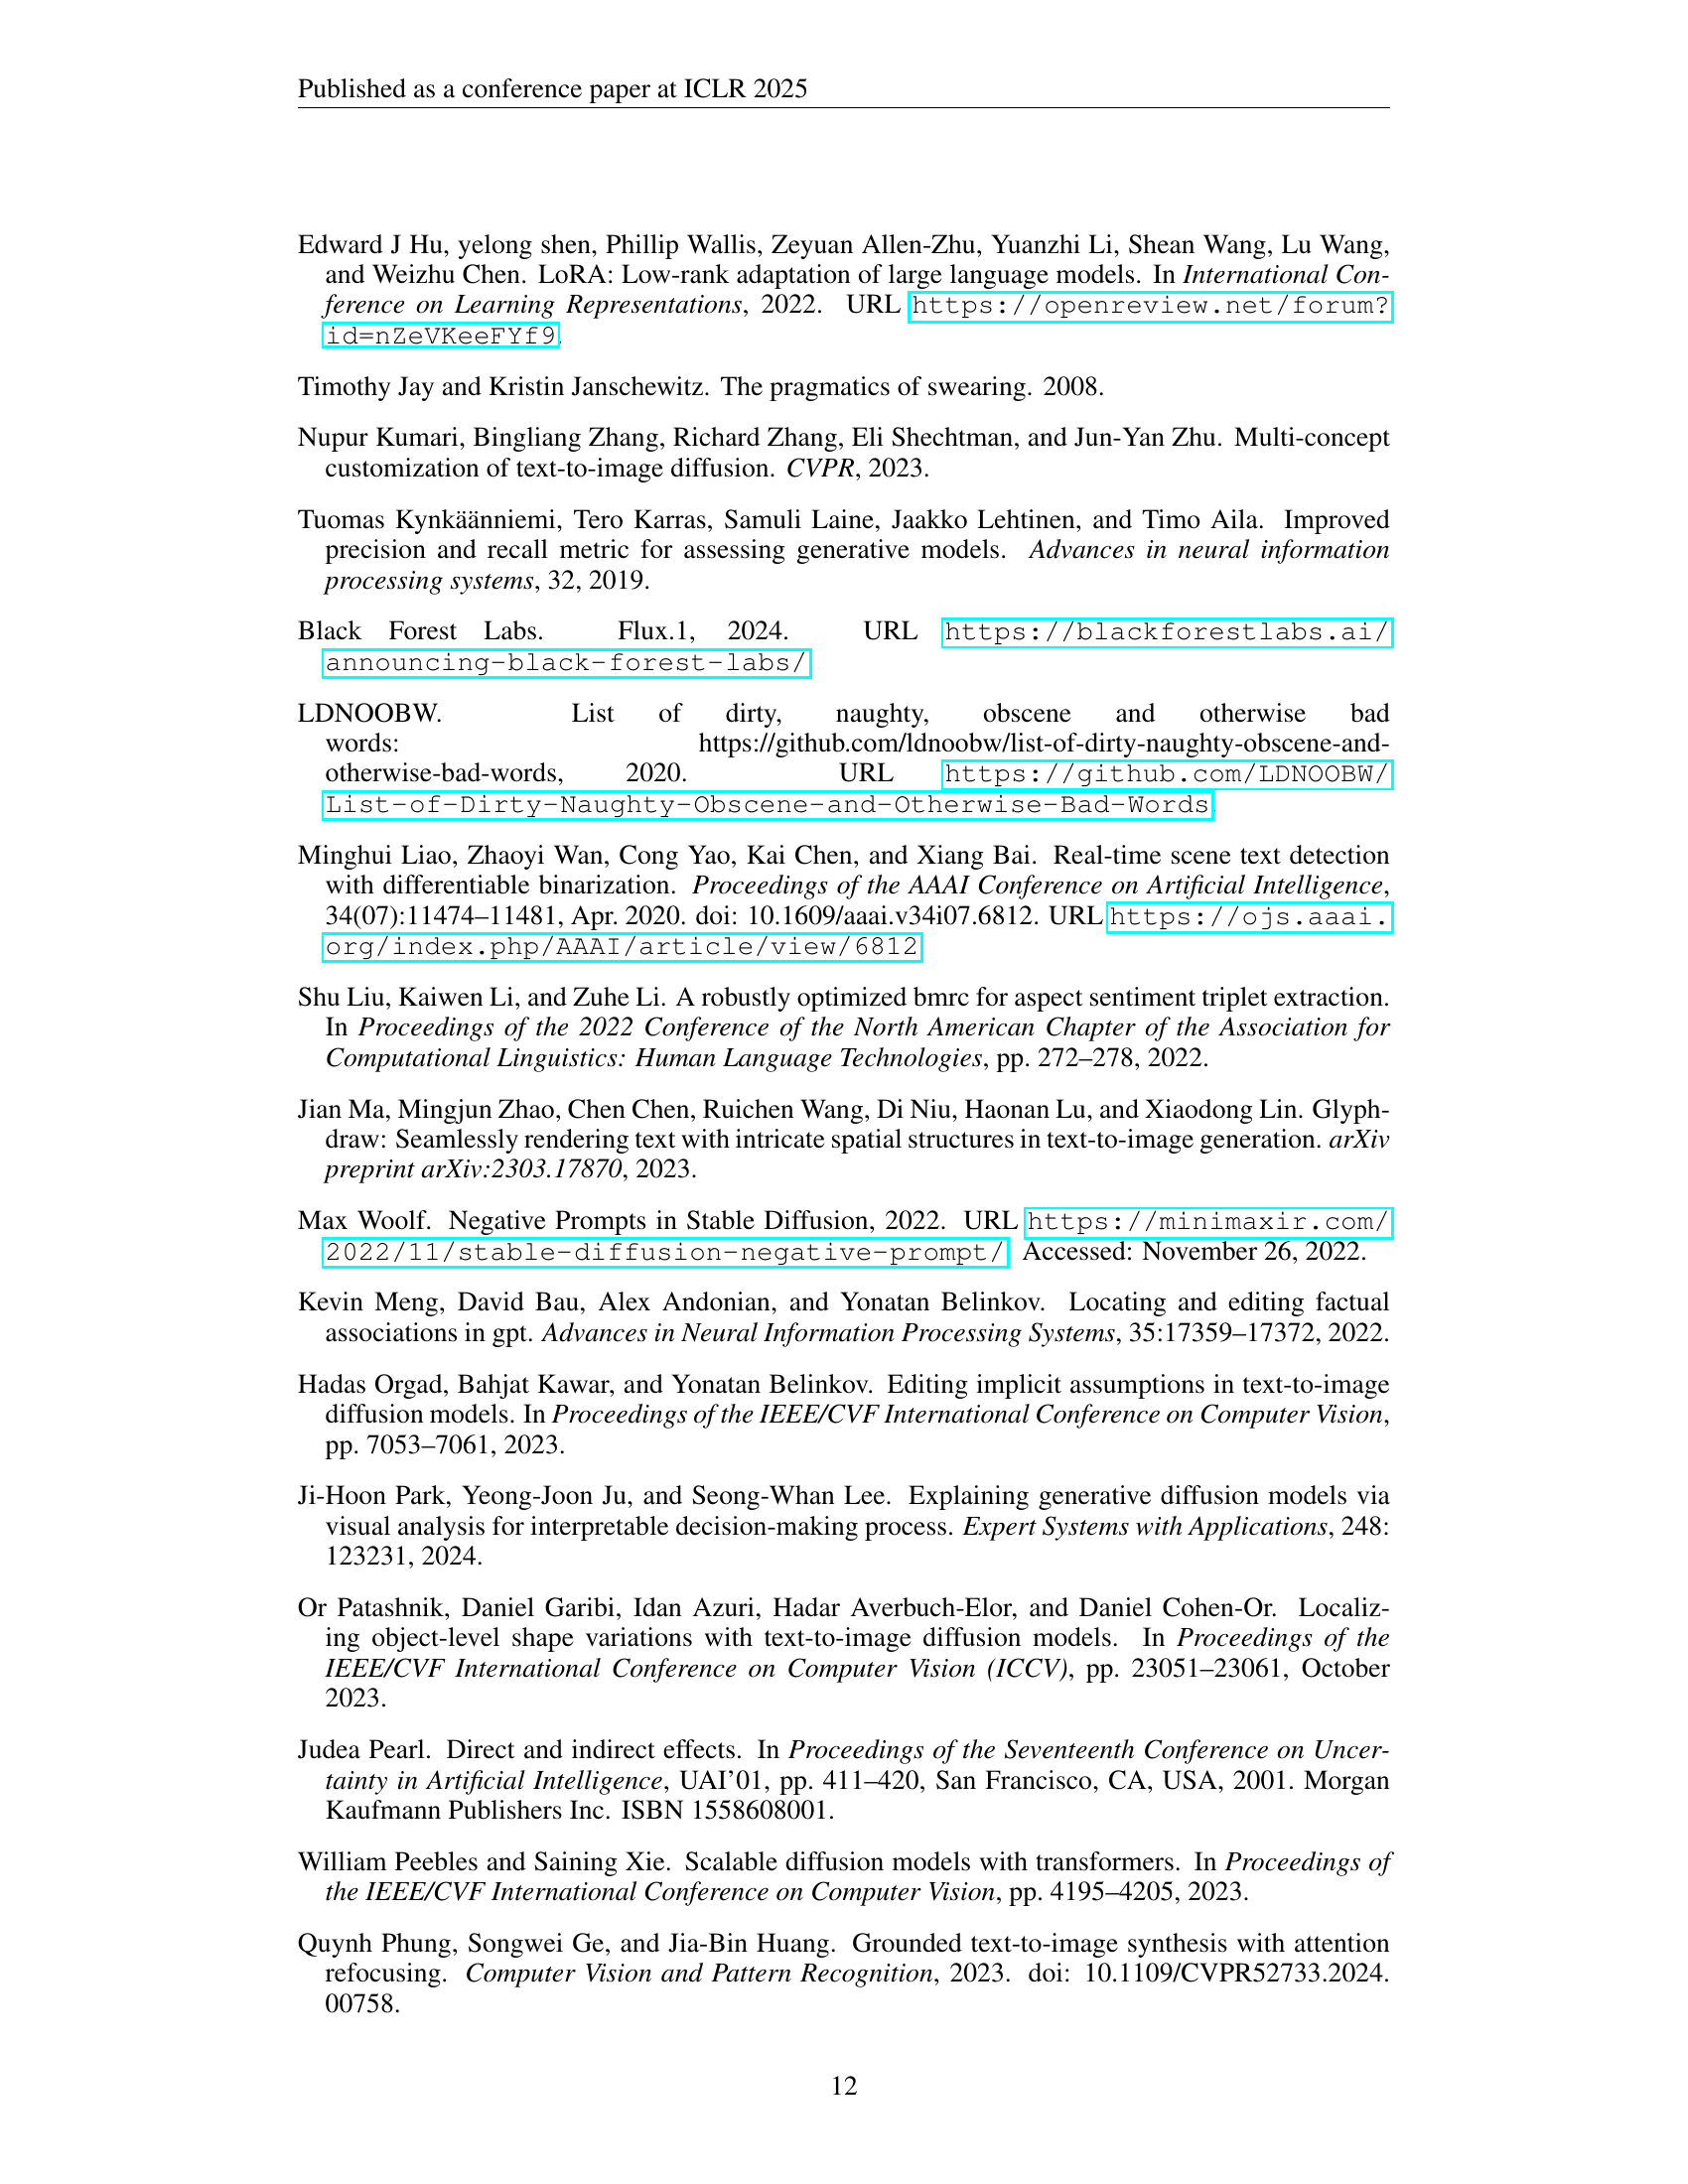 Published as a conference paper at ICLR 2025
Edward J Hu, yelong shen, Phillip Wallis, Zeyuan Allen-Zhu, Yuanzhi Li, Shean Wang, Lu Wang,
and Weizhu Chen. LoRA: Low-rank adaptation of large language models. In International Con-
ference on Learning Representations, 2022. URL https://openreview.net/forum?
id=nZeVKeeFYf9.
Timothy Jay and Kristin Janschewitz. The pragmatics of swearing. 2008.
Nupur Kumari, Bingliang Zhang, Richard Zhang, Eli Shechtman, and Jun-Yan Zhu. Multi-concept
customization of text-to-image diffusion. CVPR, 2023.
Tuomas Kynkäänniemi, Tero Karras, Samuli Laine, Jaakko Lehtinen, and Timo Aila. Improved
precision and recall metric for assessing generative models. Advances in neural information
processing systems, 32, 2019.
Black Forest Labs. Flux.1, 2024. URL https://blackforestlabs.ai/
announcing-black-forest-labs/
LDNOOBW. List of dirty, naughty, obscene and otherwise bad
words: https://github.com/ldnoobw/list-of-dirty-naughty-obscene-and-
otherwise-bad-words, 2020. URL https://github.com/LDNOOBW/
List-of-Dirty-Naughty-Obscene-and-Otherwise-Bad-Words.
Minghui Liao, Zhaoyi Wan, Cong Yao, Kai Chen, and Xiang Bai. Real-time scene text detection
with differentiable binarization. Proceedings of the AAAI Conference on Artificial Intelligence,
34(07):11474–11481, Apr. 2020. doi: 10.1609/aaai.v34i07.6812. URL https://ojs.aaai.
org/index.php/AAAI/article/view/6812
Shu Liu, Kaiwen Li, and Zuhe Li. A robustly optimized bmrc for aspect sentiment triplet extraction.
In Proceedings of the 2022 Conference of the North American Chapter of the Association for
Computational Linguistics: Human Language Technologies, pp. 272–278, 2022.
Jian Ma, Mingjun Zhao, Chen Chen, Ruichen Wang, Di Niu, Haonan Lu, and Xiaodong Lin. Glyph-
draw: Seamlessly rendering text with intricate spatial structures in text-to-image generation. arXiv
preprint arXiv:2303.17870, 2023.
Max Woolf. Negative Prompts in Stable Diffusion, 2022. URL https://minimaxir.com/
2022/11/stable-diffusion-negative-prompt/. Accessed: November 26, 2022.
Kevin Meng, David Bau, Alex Andonian, and Yonatan Belinkov. Locating and editing factual
associations in gpt. Advances in Neural Information Processing Systems, 35:17359–17372, 2022.
Hadas Orgad, Bahjat Kawar, and Yonatan Belinkov. Editing implicit assumptions in text-to-image
diffusion models. In Proceedings of the IEEE/CVF International Conference on Computer Vision,
pp. 7053–7061, 2023.
Ji-Hoon Park, Yeong-Joon Ju, and Seong-Whan Lee. Explaining generative diffusion models via
visual analysis for interpretable decision-making process. Expert Systems with Applications, 248:
123231, 2024.
Or Patashnik, Daniel Garibi, Idan Azuri, Hadar Averbuch-Elor, and Daniel Cohen-Or. Localiz-
ing object-level shape variations with text-to-image diffusion models. In Proceedings of the
IEEE/CVF International Conference on Computer Vision (ICCV), pp. 23051–23061, October
2023.
Judea Pearl. Direct and indirect effects. In Proceedings of the Seventeenth Conference on Uncer-
tainty in Artificial Intelligence, UAI'01, pp. 411–420, San Francisco, CA, USA, 2001. Morgan
Kaufmann Publishers Inc. ISBN 1558608001.
William Peebles and Saining Xie. Scalable diffusion models with transformers. In Proceedings of
the IEEE/CVF International Conference on Computer Vision, pp. 4195–4205, 2023.
Quynh Phung, Songwei Ge, and Jia-Bin Huang. Grounded text-to-image synthesis with attention
refocusing. Computer Vision and Pattern Recognition, 2023. doi: 10.1109/CVPR52733.2024.
00758.
12